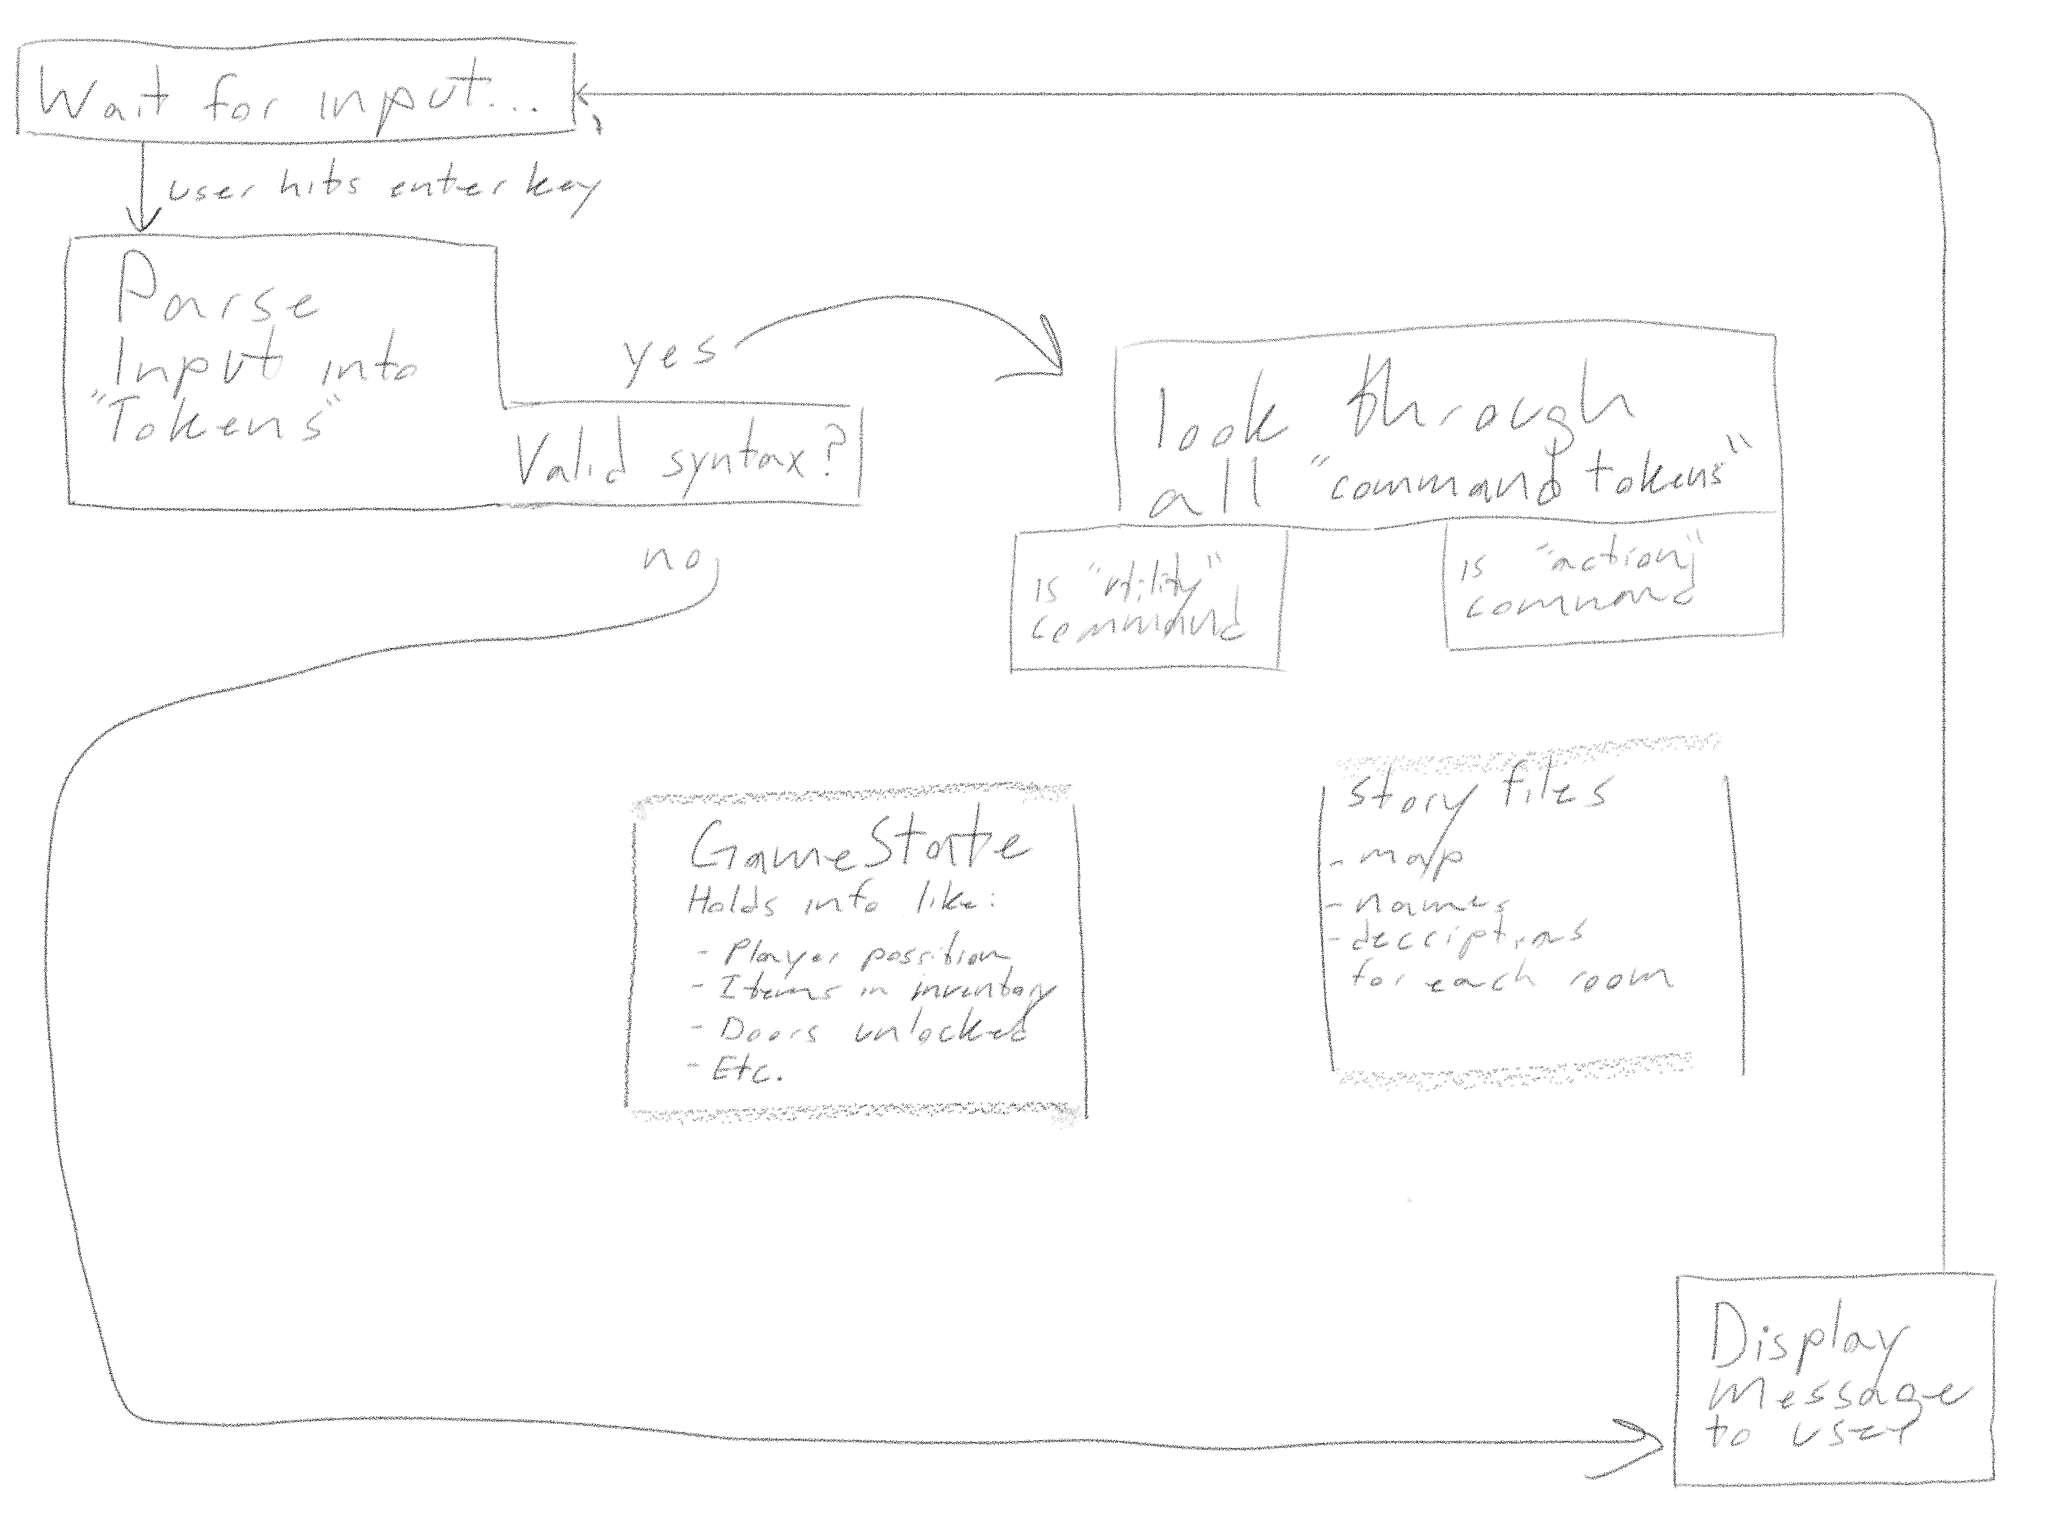 Wait for input...
user hits enter key
Parse
Input into
"Tokens"
Valid syntax?
yes
no
look through
all "command tokens"
is "utility"
command
is "action"
command
GameState
Holds info like:
- Player possition
- Items in inventory
- Doors unlocked
- Etc.
story files
- map
- names
- descriptions
for each room
Display
message
to user